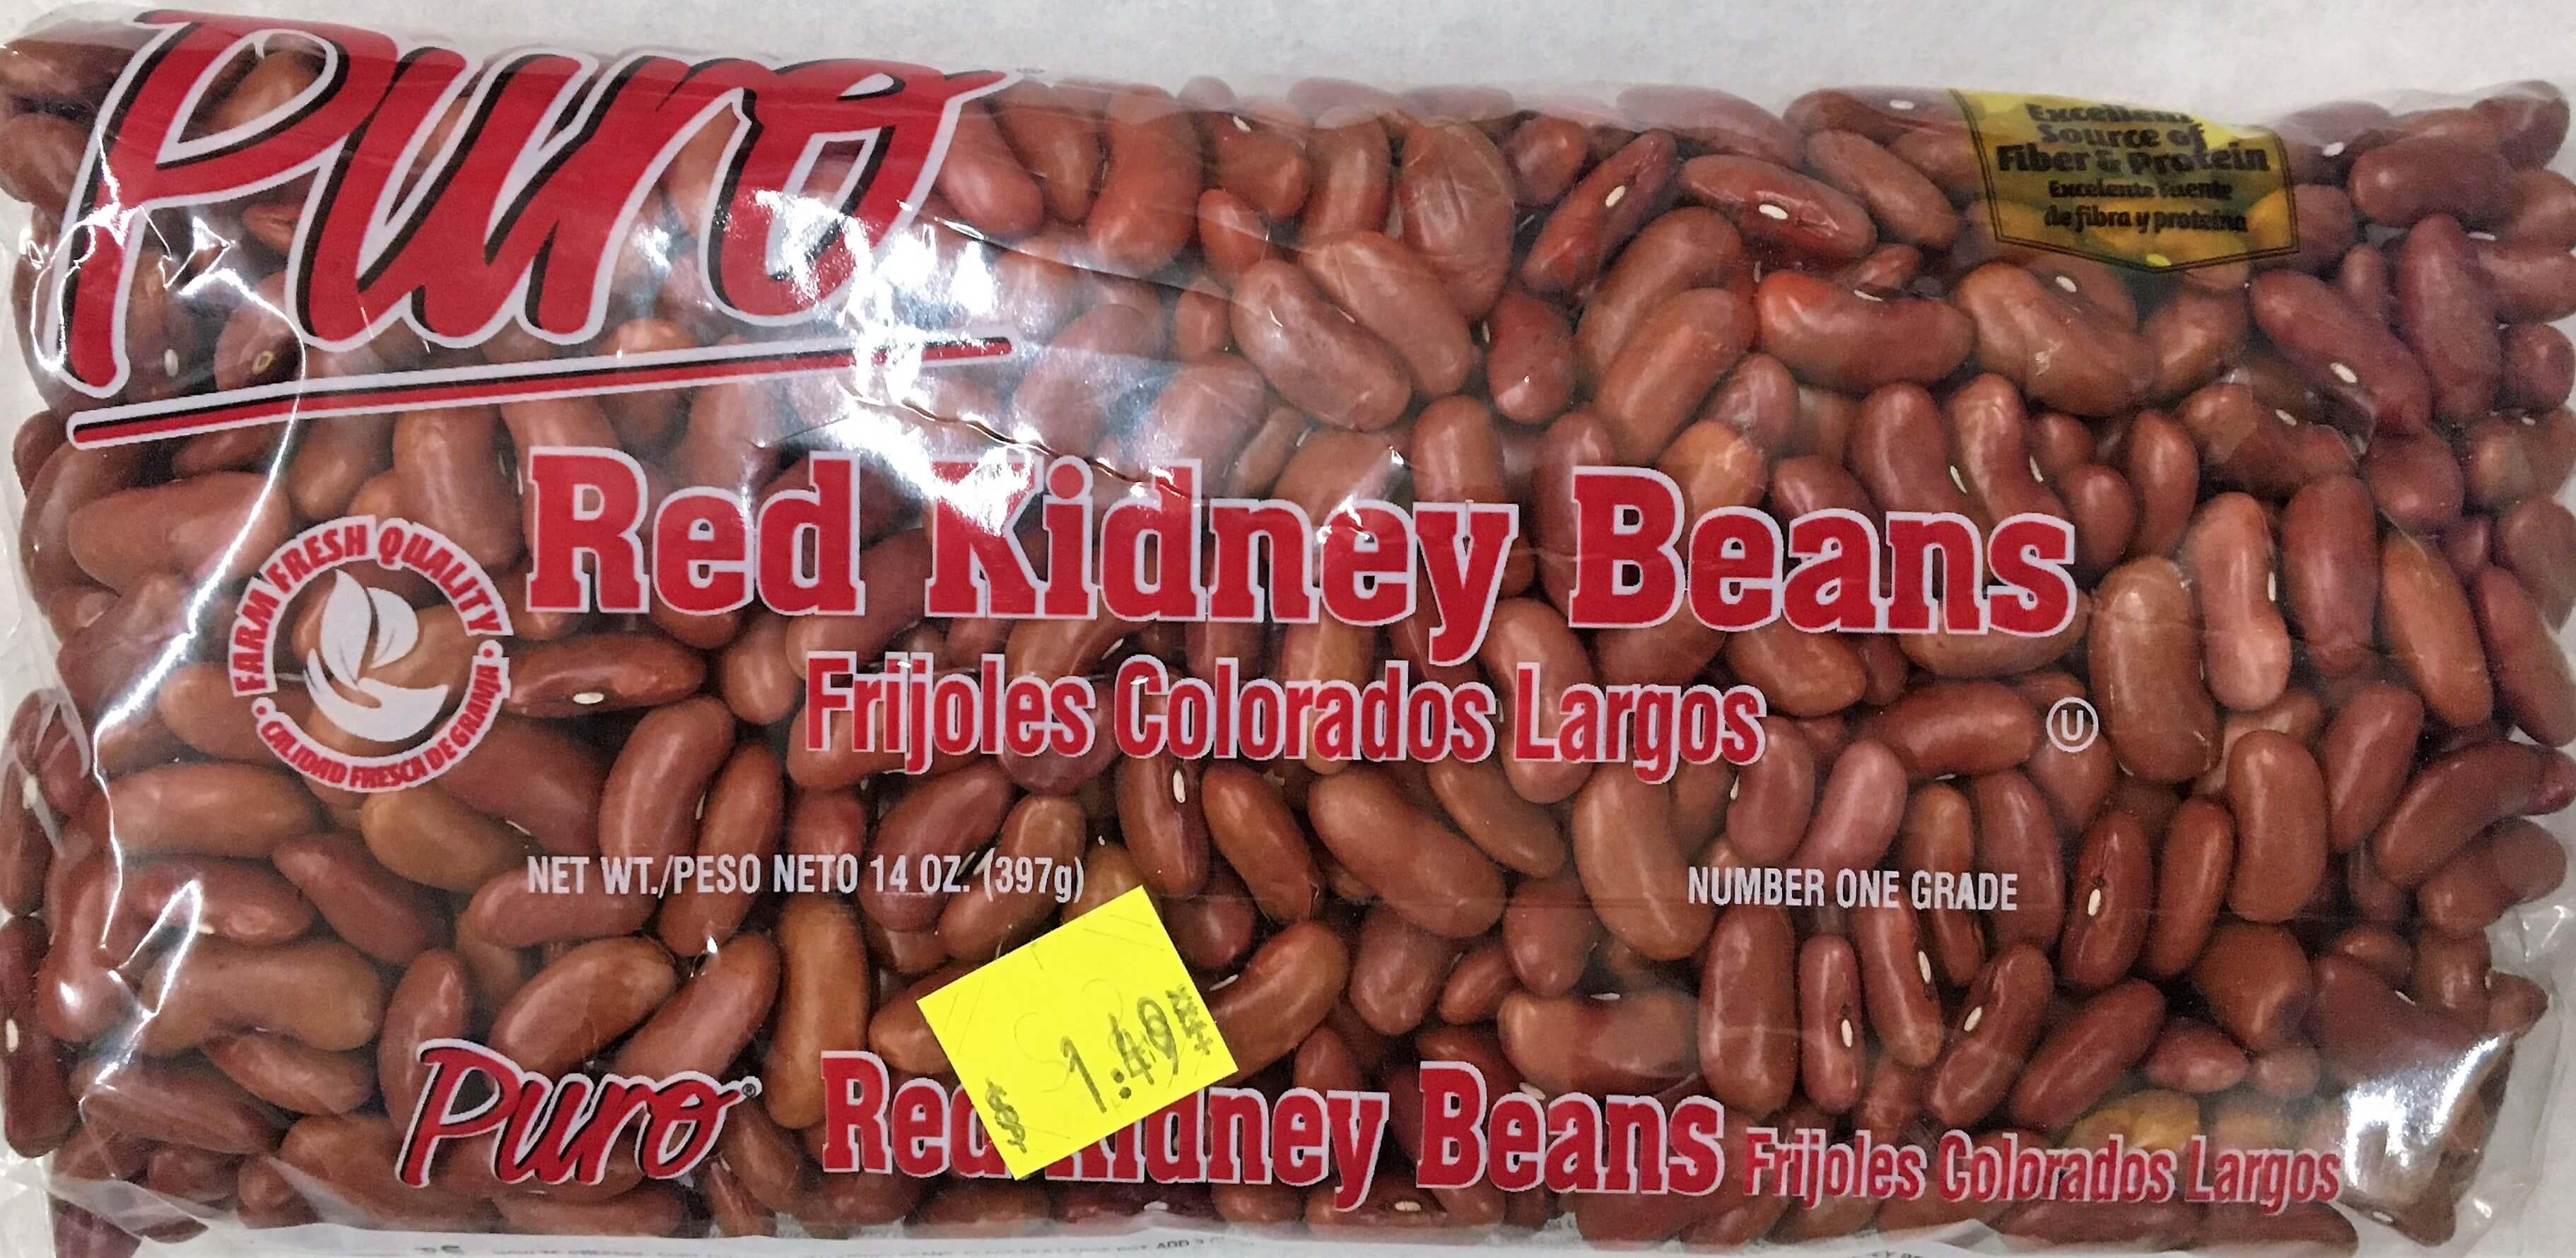 Puro
Excellent
Source of
Fiber & Protein
Excelente fuente
de fibra y proteína
Red Kidney Beans
FARM FRESH QUALITY
CALIDAD FRESCA DE GRANJA
Frijoles Colorados Largos
U
NET WT./PESO NETO 14 OZ. (397g)
NUMBER ONE GRADE
$ 1.49
Puro® Red Kidney Beans Frijoles Colorados Largos